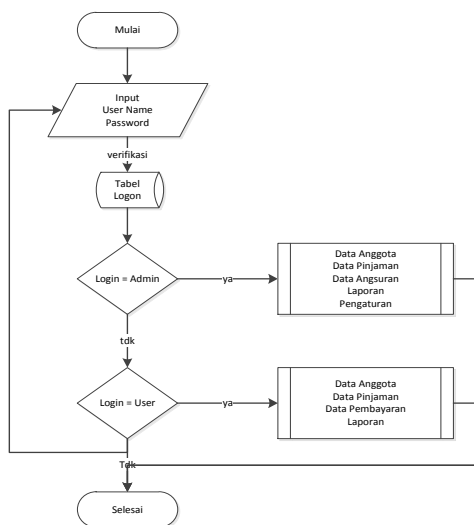 Mulai
Input
User Name
Password
verifikasi
Tabel
Logon
Login = Admin
ya
Data Anggota
Data Pinjaman
Data Angsuran
Laporan
Pengaturan
tdk
Login = User
ya
Data Anggota
Data Pinjaman
Data Pembayaran
Laporan
Tdk
Selesai